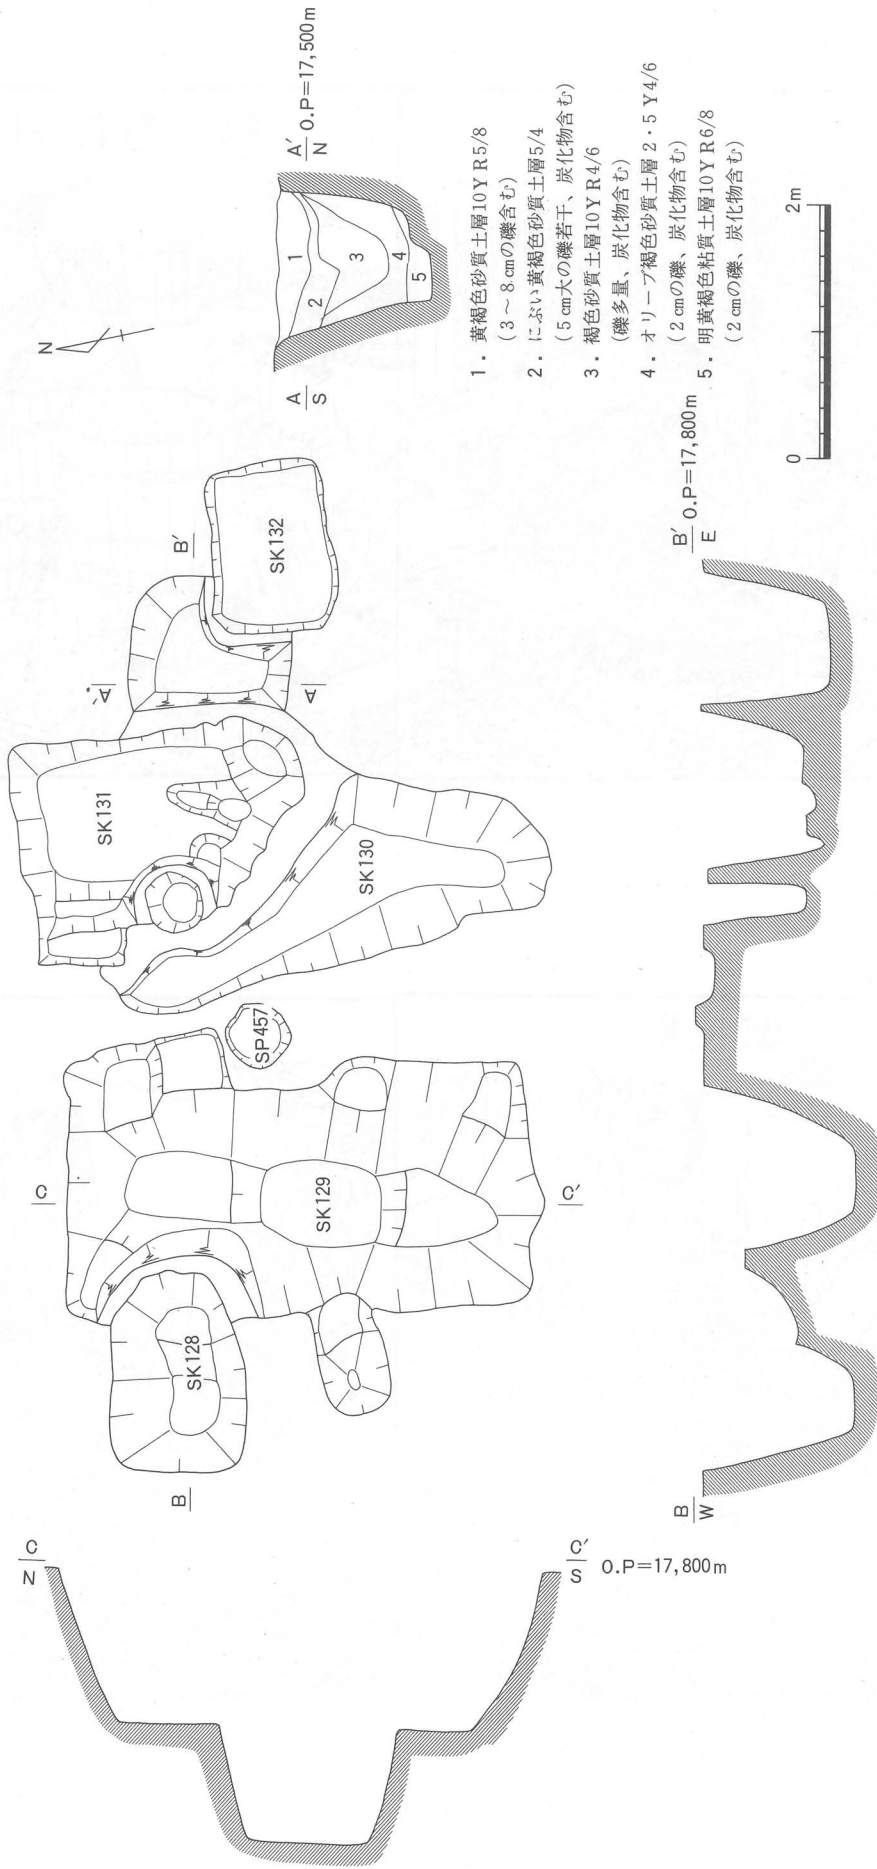 N
A
S
A′
N
O.P=17,500m
1. 黄褐色砂質土層10YR5/8
(3～8cmの礫含む)
2. にぶい黄褐色砂質土層5/4
(5cm大の礫若干、炭化物含む)
3. 褐色砂質土層10YR4/6
(礫多量、炭化物含む)
4. オリーブ褐色砂質土層2・5Y4/6
(2cmの礫、炭化物含む)
5. 明黄褐色粘質土層10YR6/8
(2cmの礫、炭化物含む)
0
2m
B
B′
A′
A
C
C′
SK128
SK129
SP457
SK130
SK131
SK132
B
W
B′
E
O.P=17,800m
C
N
C′
S
O.P=17,800m